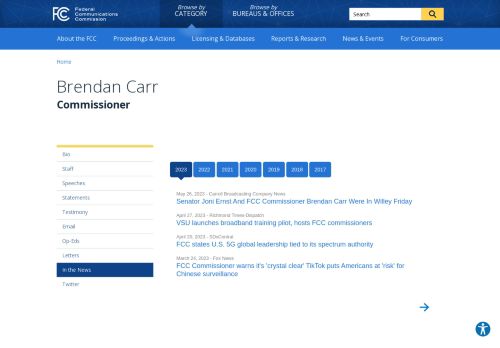 FCC
Federal
Communications
Commission
Browse by
CATEGORY
Browse by
BUREAUS & OFFICES
Search
About the FCC
Proceedings & Actions
Licensing & Databases
Reports & Research
News & Events
For Consumers
Home
Brendan Carr
Commissioner
Bio
Staff
Speeches
Statements
Testimony
Email
Op-Eds
Letters
In the News
Twitter
2023 2022 2021 2020 2019 2018 2017
May 26, 2023 - Carroll Broadcasting Company News
Senator Joni Ernst And FCC Commissioner Brendan Carr Were In Willey Friday
April 27, 2023 - Richmond Times-Dispatch
VSU launches broadband training pilot, hosts FCC commissioners
April 19, 2023 - SDxCentral
FCC states U.S. 5G global leadership tied to its spectrum authority
March 24, 2023 - Fox News
FCC Commissioner warns it's 'crystal clear' TikTok puts Americans at 'risk' for
Chinese surveillance